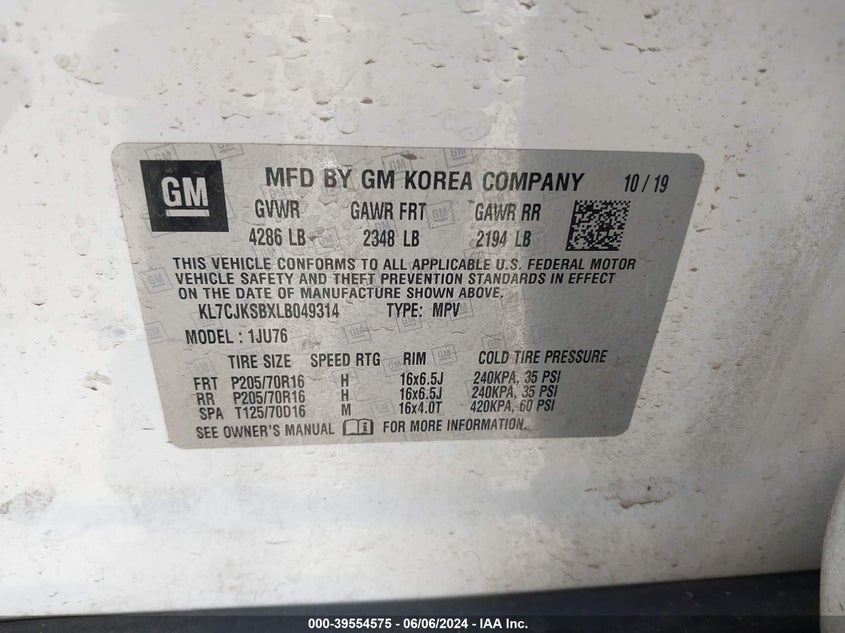 GM MFD BY GM KOREA COMPANY 10/19
GVWR GAWR FRT GAWR RR
4286 LB 2348 LB 2194 LB
THIS VEHICLE CONFORMS TO ALL APPLICABLE U.S. FEDERAL MOTOR
VEHICLE SAFETY AND THEFT PREVENTION STANDARDS IN EFFECT
ON THE DATE OF MANUFACTURE SHOWN ABOVE.
KL7CJKSBXLB049314 TYPE: MPV
MODEL : 1JU76
TIRE SIZE SPEED RTG RIM COLD TIRE PRESSURE
FRT P205/70R16 H 16x6.5J 240KPA, 35 PSI
RR P205/70R16 H 16x6.5J 240KPA, 35 PSI
SPA T125/70D16 M 16x4.0T 420KPA, 60 PSI
SEE OWNER'S MANUAL FOR MORE INFORMATION.
000-39554575 - 06/06/2024 - IAA Inc.